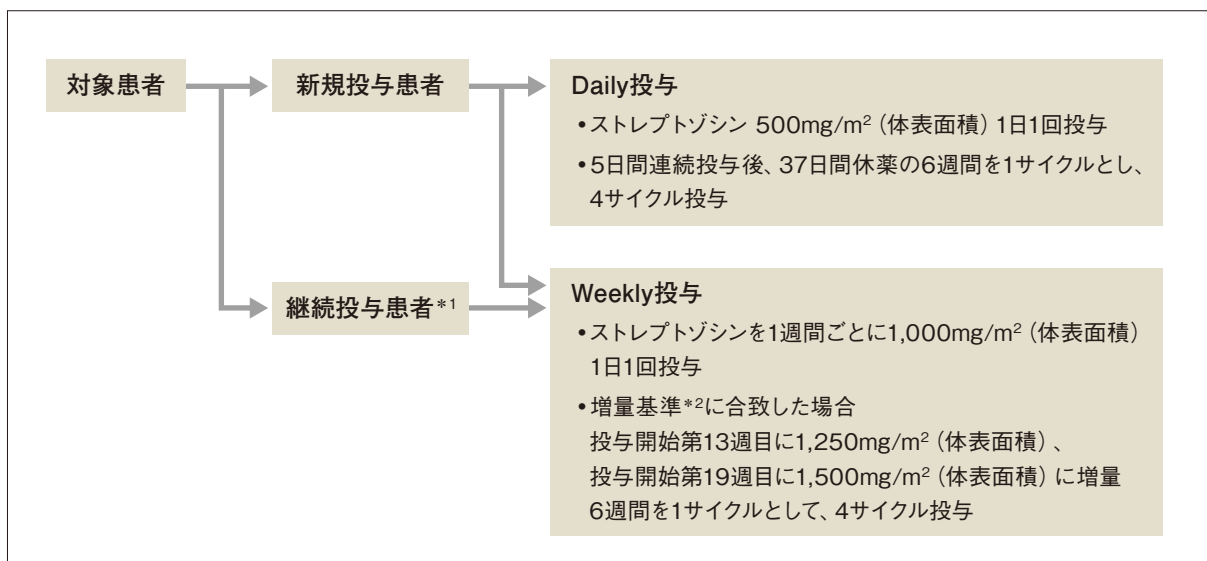 対象患者
新規投与患者
Daily投与
•ストレプトゾシン 500mg/m²（体表面積）1日1回投与
•5日間連続投与後、37日間休薬の6週間を1サイクルとし、
4サイクル投与
継続投与患者*1
Weekly投与
•ストレプトゾシンを1週間ごとに1,000mg/m²（体表面積）
1日1回投与
•増量基準*2に合致した場合
投与開始第13週目に1,250mg/m²（体表面積）、
投与開始第19週目に1,500mg/m²（体表面積）に増量
6週間を1サイクルとして、4サイクル投与